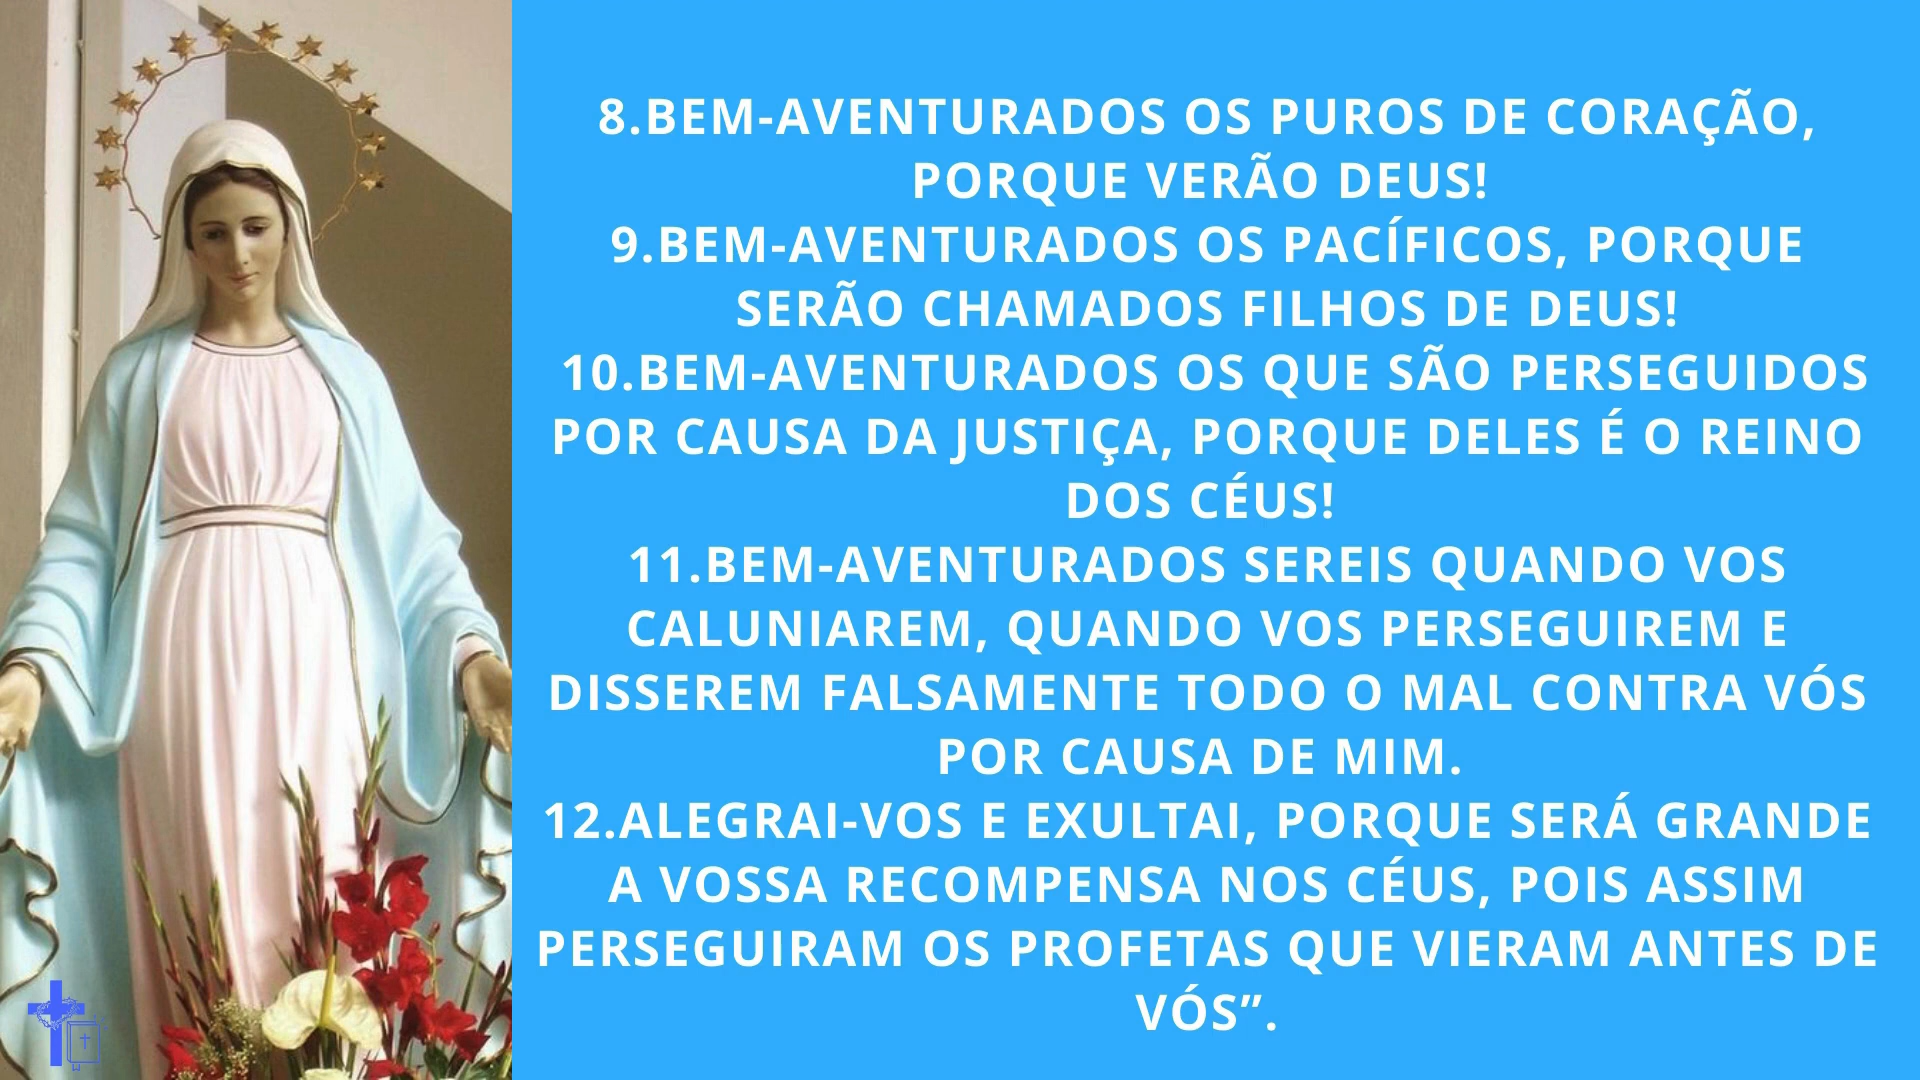 8.BEM-AVENTURADOS OS PUROS DE CORAÇÃO,
PORQUE VERÃO DEUS!
9.BEM-AVENTURADOS OS PACÍFICOS, PORQUE
SERÃO CHAMADOS FILHOS DE DEUS!
10.BEM-AVENTURADOS OS QUE SÃO PERSEGUIDOS
POR CAUSA DA JUSTIÇA, PORQUE DELES É O REINO
DOS CÉUS!
11.BEM-AVENTURADOS SEREIS QUANDO VOS
CALUNIAREM, QUANDO VOS PERSEGUIREM E
DISSEREM FALSAMENTE TODO O MAL CONTRA VÓS
POR CAUSA DE MIM.
12.ALEGRAI-VOS E EXULTAI, PORQUE SERÁ GRANDE
A VOSSA RECOMPENSA NOS CÉUS, POIS ASSIM
PERSEGUIRAM OS PROFETAS QUE VIERAM ANTES DE
VÓS”.